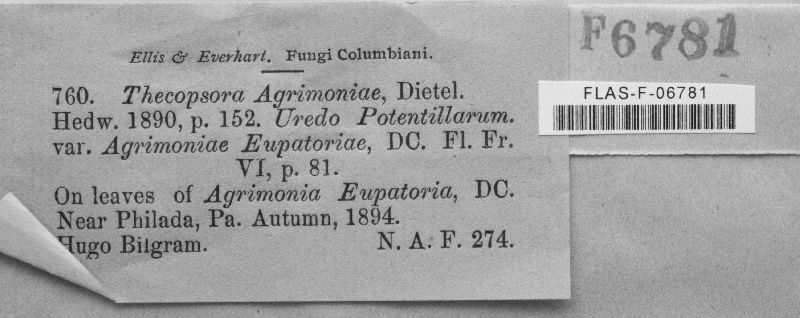 Ellis & Everhart. Fungi Columbiani.
F6781
FLAS-F-06781
760. Thecopsora Agrimoniae, Dietel.
Hedw. 1890, p. 152. Uredo Potentillarum.
var. Agrimoniae Eupatoriae, DC. Fl. Fr.
VI, p. 81.
On leaves of Agrimonia Eupatoria, DC.
Near Philada, Pa. Autumn, 1894.
Hugo Bilgram. N. A. F. 274.